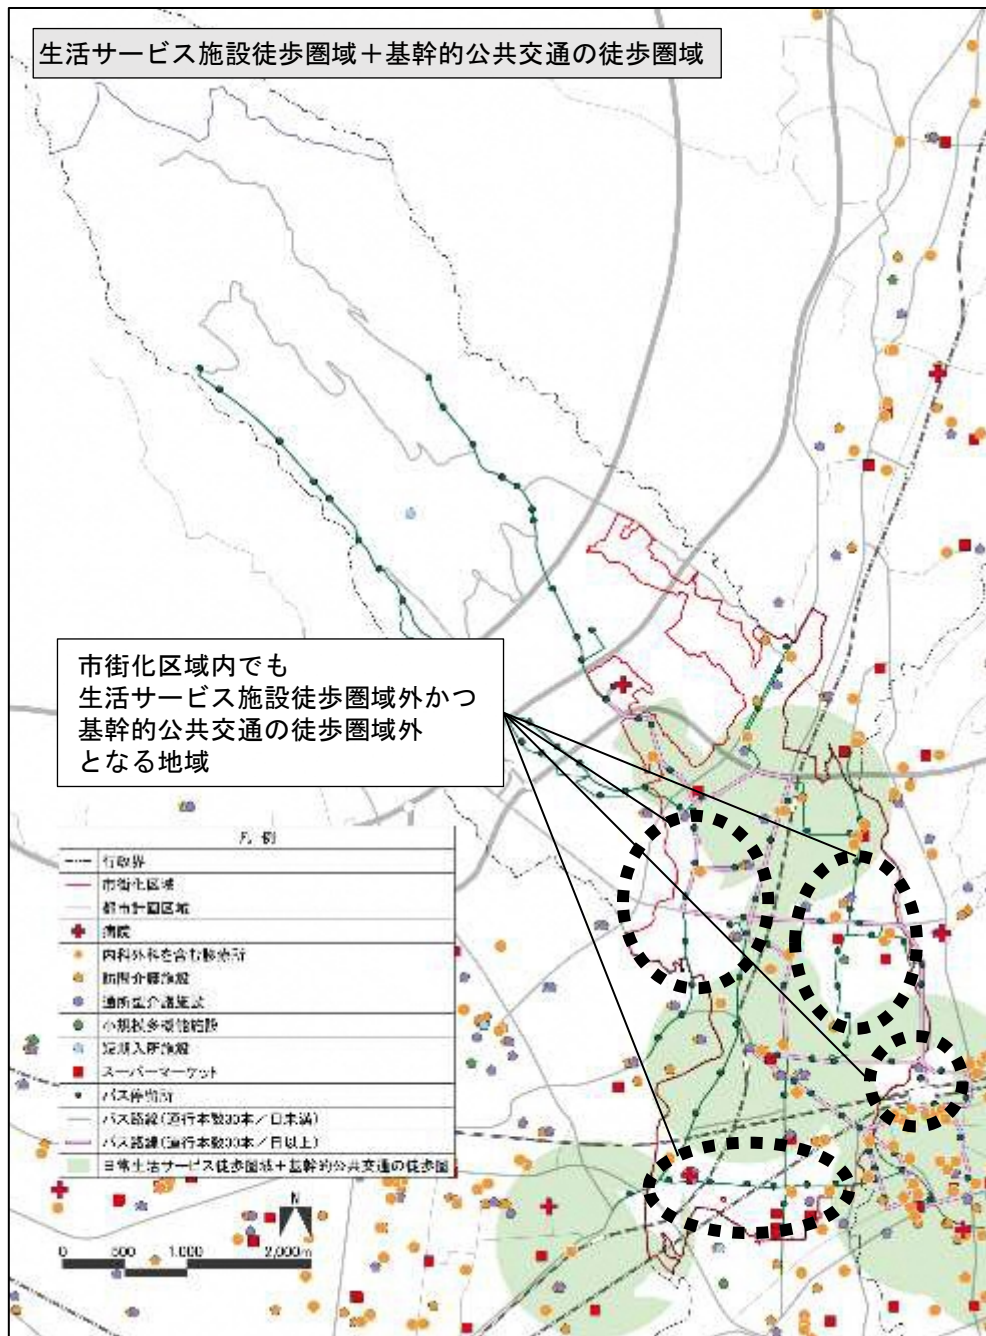 生活サービス施設徒歩圏域＋基幹的公共交通の徒歩圏域
市街化区域内でも
生活サービス施設徒歩圏域外かつ
基幹的公共交通の徒歩圏域外
となる地域
凡 例
行政界
市街化区域
都市計画区域
病院
内科外科を含む診療所
訪問介護施設
通所型介護施設
小規模多機能施設
短期入所施設
スーパーマーケット
バス停留所
バス路線(運行本数30本／日未満)
バス路線(運行本数30本／日以上)
日常生活サービス徒歩圏域＋基幹的公共交通の徒歩圏
N
0 500 1,000 2,000m